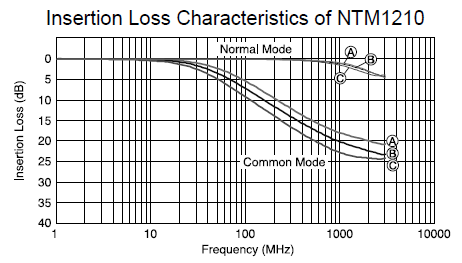 Insertion Loss Characteristics of NTM1210
Normal Mode
A
B
C
0
5
10
15
20
25
30
35
40
Insertion Loss (dB)
A
B
C
Common Mode
1
10
100
1000
10000
Frequency (MHz)